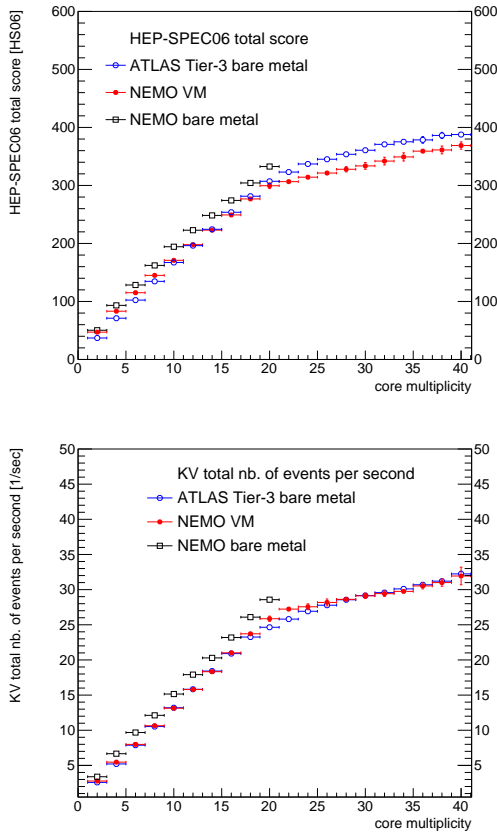 HEP-SPEC06 total score [HS06]
600
500
400
300
200
100
0
600
500
400
300
200
100
0
HEP-SPEC06 total score
ATLAS Tier-3 bare metal
NEMO VM
NEMO bare metal
0 5 10 15 20 25 30 35 40
core multiplicity
KV total nb. of events per second [1/sec]
50
45
40
35
30
25
20
15
10
5
50
45
40
35
30
25
20
15
10
5
KV total nb. of events per second
ATLAS Tier-3 bare metal
NEMO VM
NEMO bare metal
0 5 10 15 20 25 30 35 40
core multiplicity